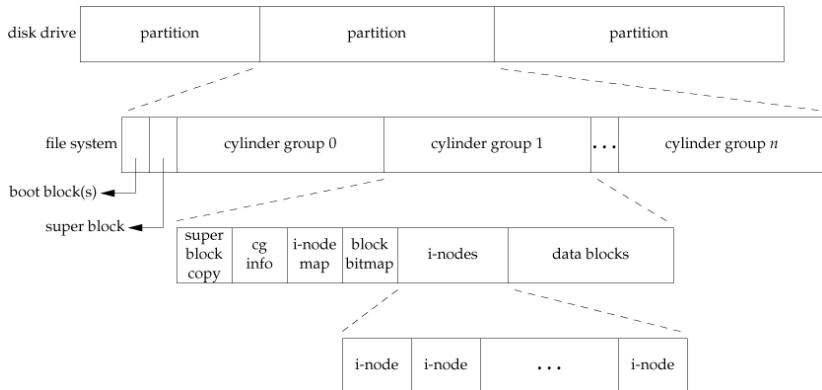 disk drive partition partition partition
file system cylinder group 0 cylinder group 1 ... cylinder group n
boot block(s)
super block
super block copy
cg info
i-node map
block bitmap
i-nodes
data blocks
i-node i-node ... i-node